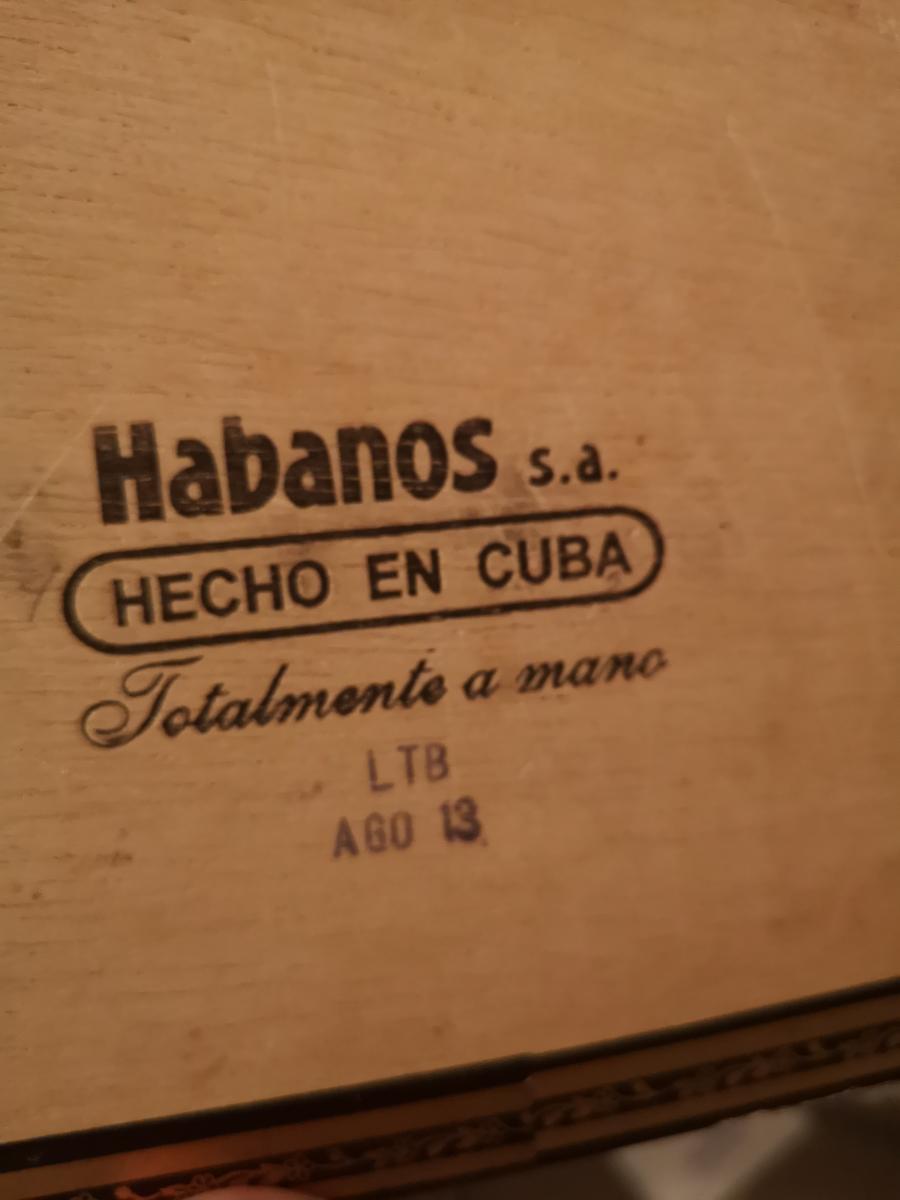 Habanos s.a.
HECHO EN CUBA
Totalmente a mano
LTB
AGO 13